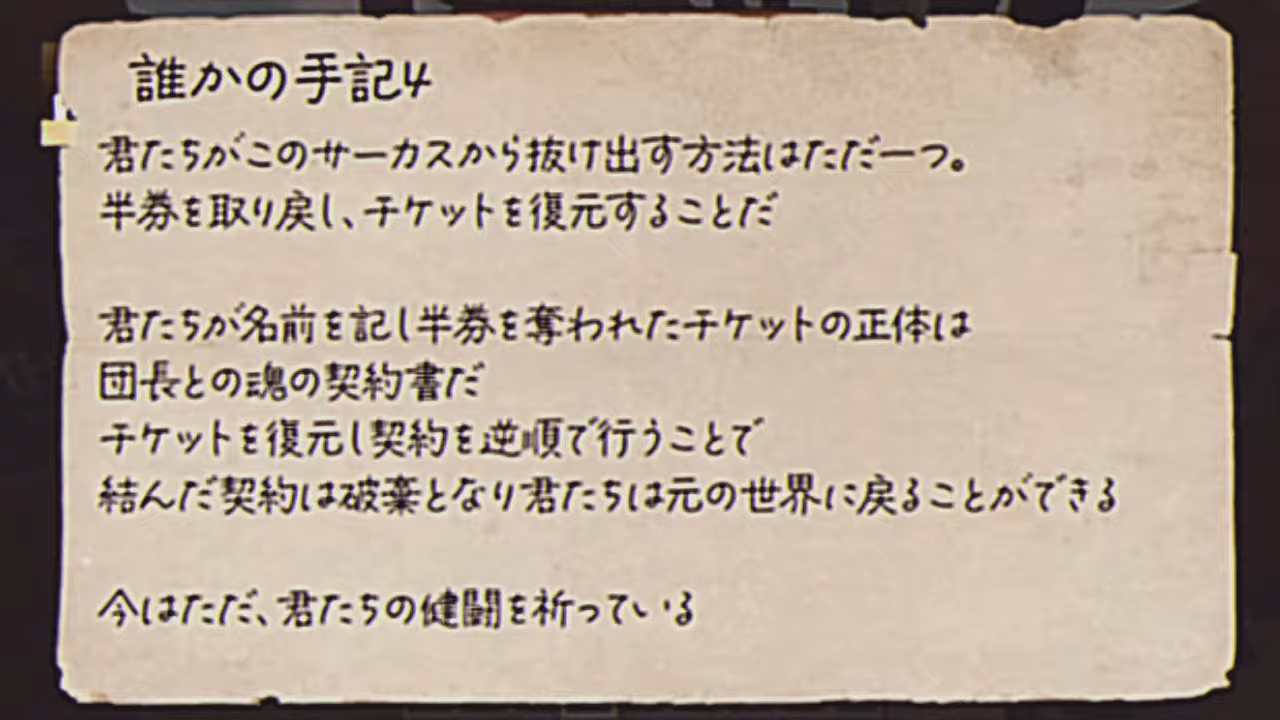 誰かの手記4
君たちがこのサーカスから抜け出す方法はただ一つ。
半券を取り戻し、チケットを復元することだ
君たちが名前を記し半券を奪われたチケットの正体は
団長との魂の契約書だ
チケットを復元し契約を逆順で行うことで
結んだ契約は破棄となり君たちは元の世界に戻ることができる
今はただ、君たちの健闘を祈っている